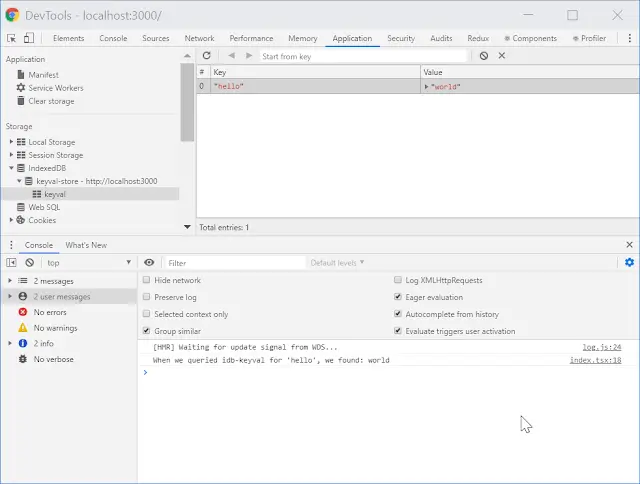 DevTools - localhost:3000/
Elements Console Sources Network Performance Memory Application Security Audits Redux Components Profiler
Application
Manifest
Service Workers
Clear storage
Storage
Local Storage
Session Storage
IndexedDB
keyval-store - http://localhost:3000
keyval
Web SQL
Cookies
Start from key
# Key Value
0 "hello" "world"
Total entries: 1
Console What's New
top Filter Default levels
2 messages
2 user messages
No errors
No warnings
2 info
No verbose
Hide network Log XMLHttpRequests
Preserve log Eager evaluation
Selected context only Autocomplete from history
Group similar Evaluate triggers user activation
[HMR] Waiting for update signal from WDS... log.js:24
When we queried idb-keyval for 'hello', we found: world index.tsx:18